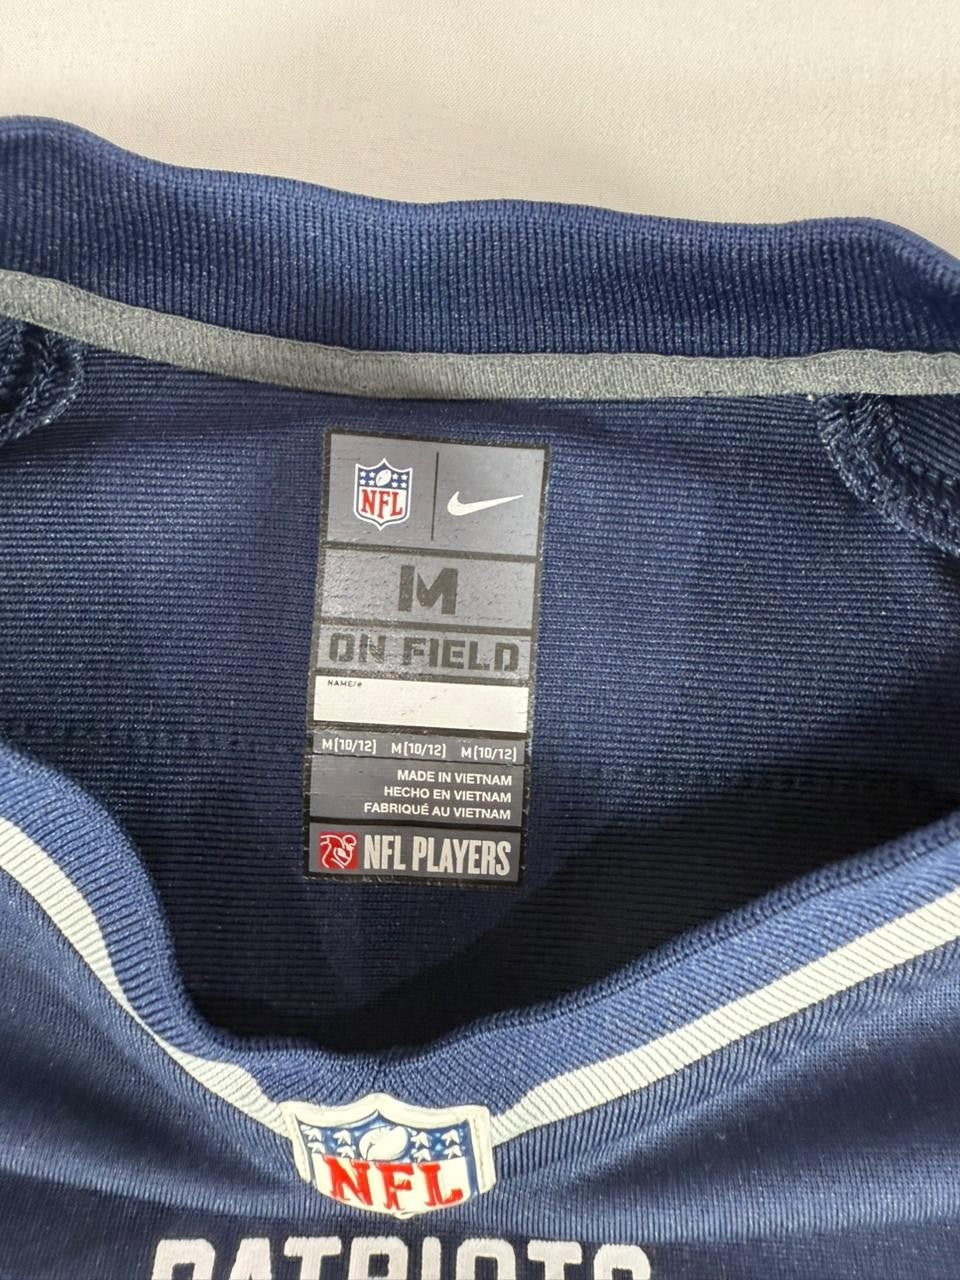 NFL
M
ON FIELD
NAME/#
M(10/12) M(10/12) M(10/12)
MADE IN VIETNAM
HECHO EN VIETNAM
FABRIQUÉ AU VIETNAM
NFL PLAYERS
NFL
PATRIOTS